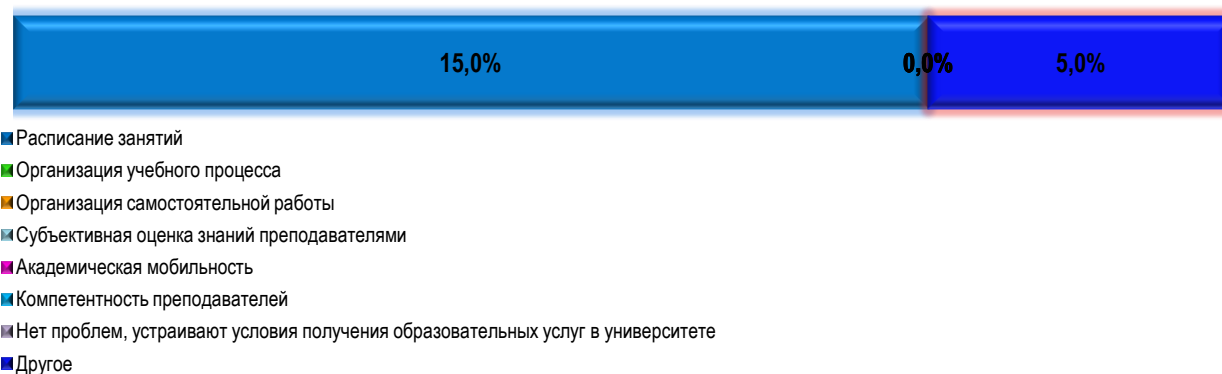 15,0% 0,0% 5,0%
Расписание занятий
Организация учебного процесса
Организация самостоятельной работы
Субъективная оценка знаний преподавателями
Академическая мобильность
Компетентность преподавателей
Нет проблем, устраивают условия получения образовательных услуг в университете
Другое